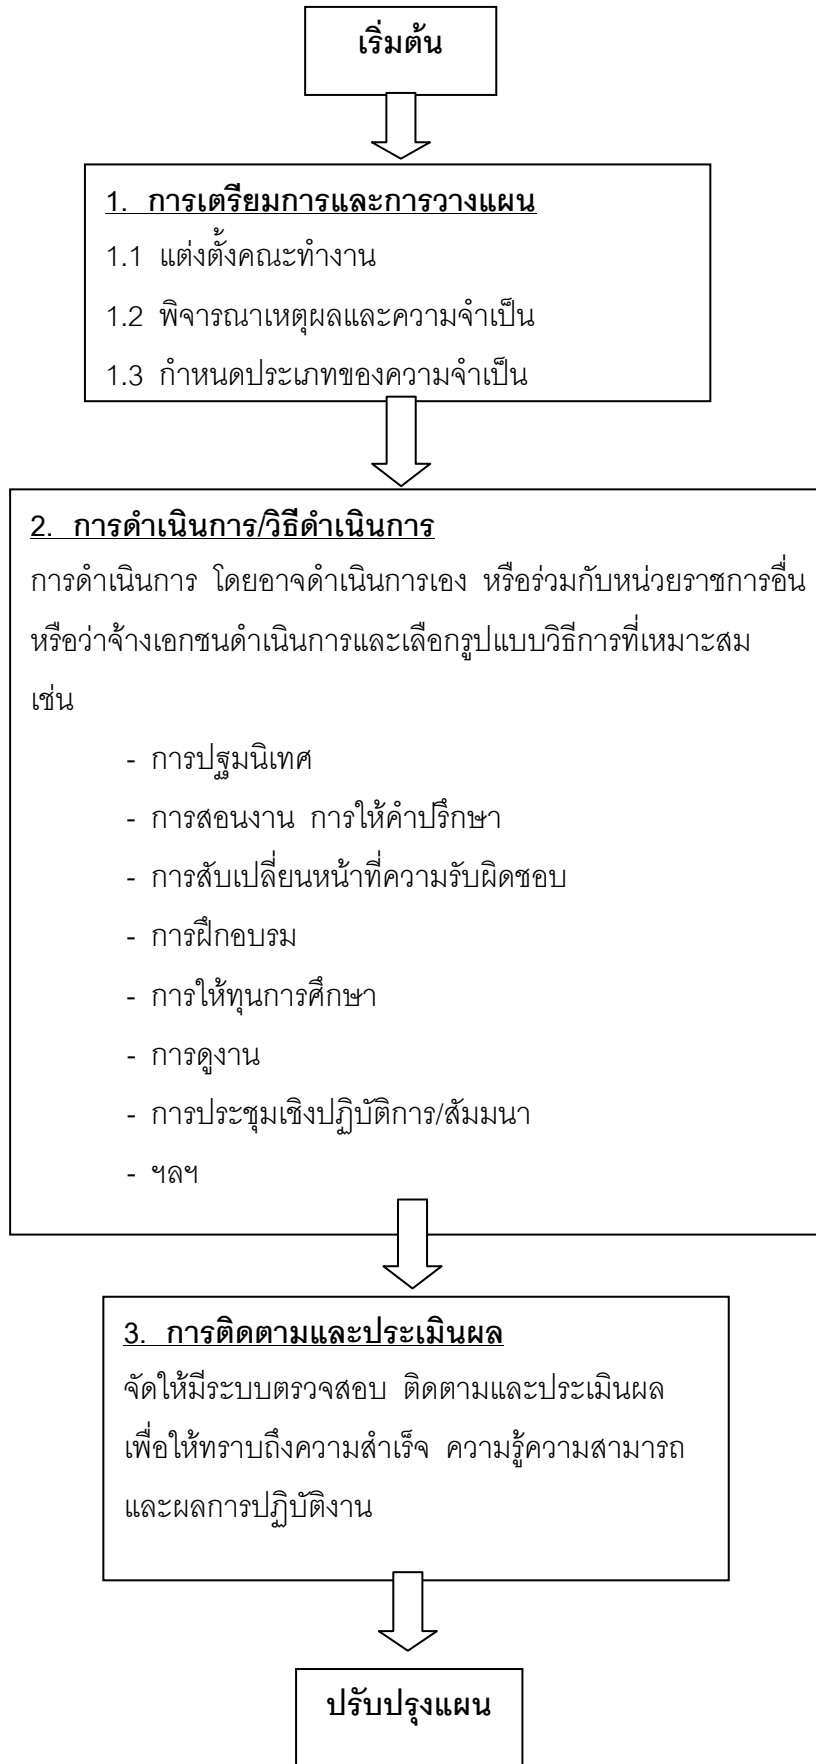 เริ่มต้น
1. การเตรียมการและการวางแผน
1.1 แต่งตั้งคณะทำงาน
1.2 พิจารณาเหตุผลและความจำเป็น
1.3 กำหนดประเภทของความจำเป็น
2. การดำเนินการ/วิธีดำเนินการ
การดำเนินการ โดยอาจดำเนินการเอง หรือร่วมกับหน่วยราชการอื่น
หรือว่าจ้างเอกชนดำเนินการและเลือกรูปแบบวิธีการที่เหมาะสม
เช่น
- การปฐมนิเทศ
- การสอนงาน การให้คำปรึกษา
- การสับเปลี่ยนหน้าที่ความรับผิดชอบ
- การฝึกอบรม
- การให้ทุนการศึกษา
- การดูงาน
- การประชุมเชิงปฏิบัติการ/สัมมนา
- ฯลฯ
3. การติดตามและประเมินผล
จัดให้มีระบบตรวจสอบ ติดตามและประเมินผล
เพื่อให้ทราบถึงความสำเร็จ ความรู้ความสามารถ
และผลการปฏิบัติงาน
ปรับปรุงแผน